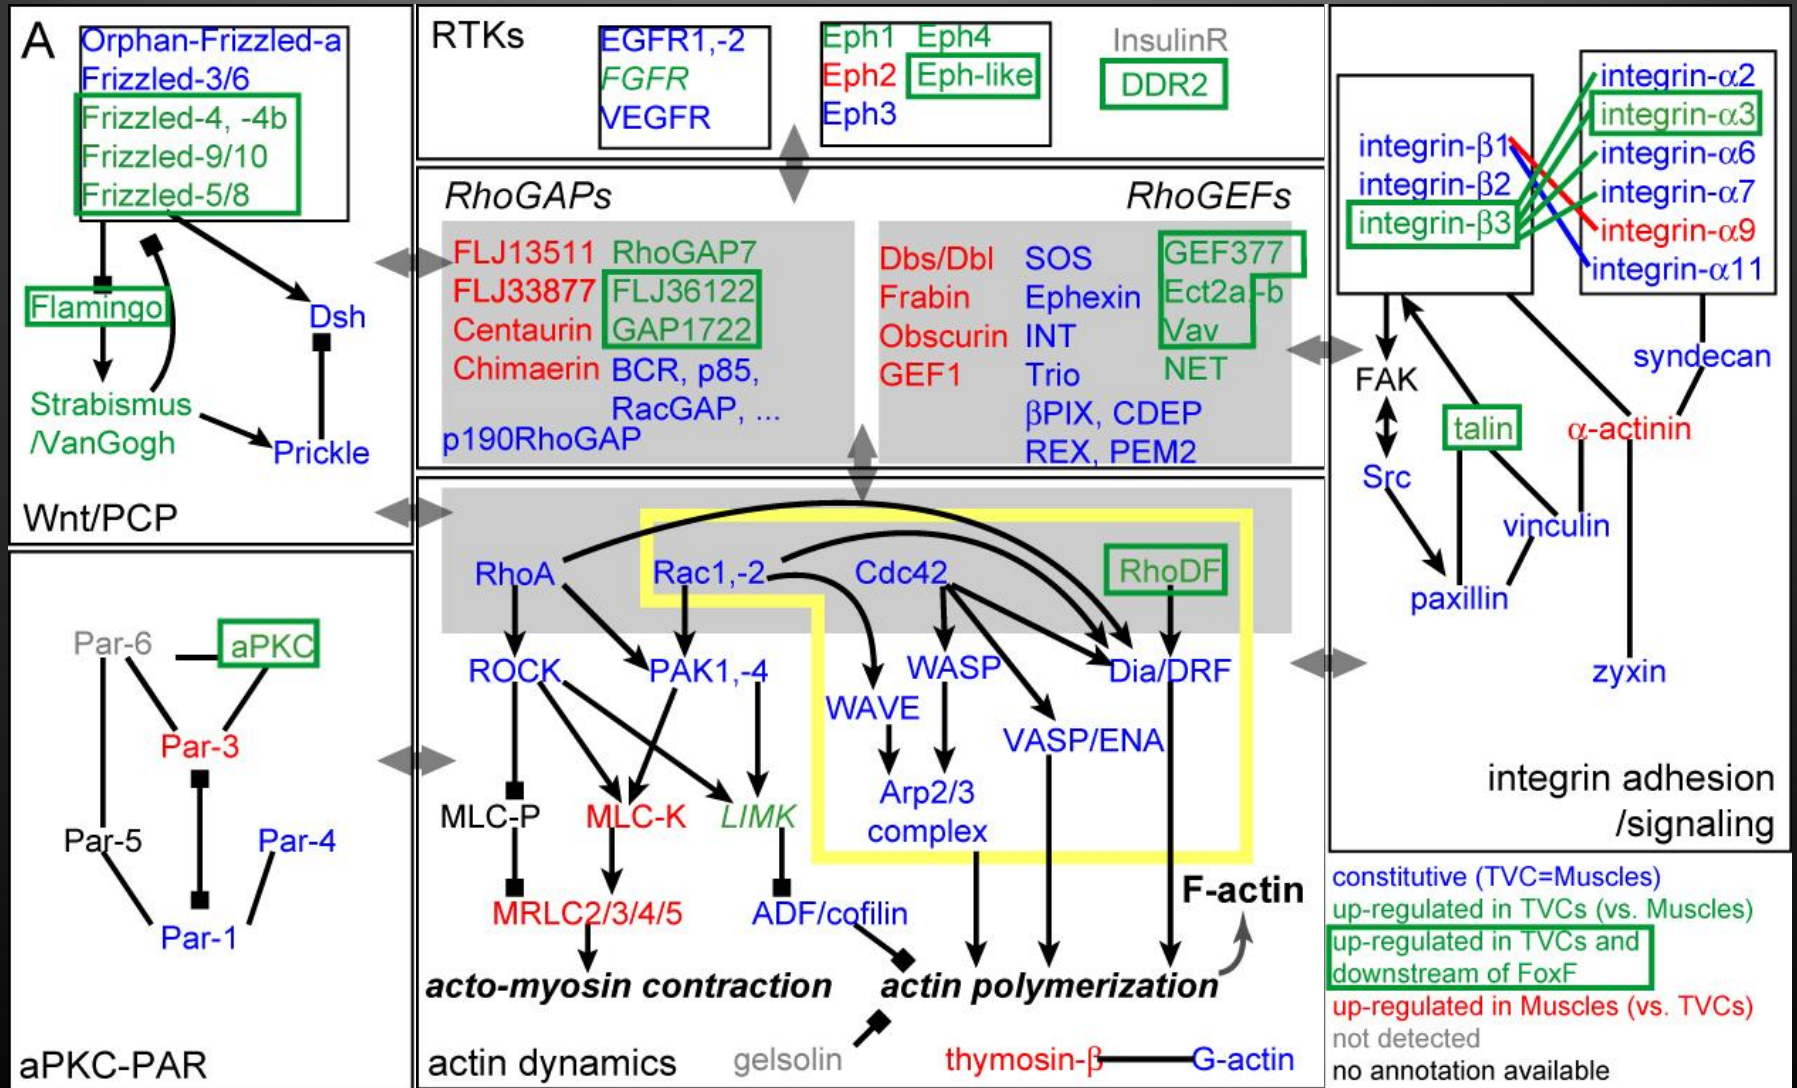 A
Orphan-Frizzled-a
Frizzled-3/6
Frizzled-4, -4b
Frizzled-9/10
Frizzled-5/8
Flamingo
Dsh
Strabismus
/VanGogh
Prickle
Wnt/PCP
RTKs
EGFR1,-2
FGFR
VEGFR
Eph1 Eph4
Eph2 Eph-like
Eph3
InsulinR
DDR2
RhoGAPs
FLJ13511 RhoGAP7
FLJ33877 FLJ36122
Centaurin GAP1722
Chimaerin BCR, p85,
RacGAP, ...
p190RhoGAP
RhoGEFs
Dbs/Dbl SOS GEF377
Frabin Ephexin Ect2a,-b
Obscurin INT Vav
GEF1 Trio NET
βPIX, CDEP
REX, PEM2
integrin-β1
integrin-β2
integrin-β3
integrin-α2
integrin-α3
integrin-α6
integrin-α7
integrin-α9
integrin-α11
syndecan
FAK
talin
α-actinin
Src
vinculin
paxillin
zyxin
integrin adhesion
/signaling
Par-6
aPKC
Par-3
Par-5
Par-4
Par-1
aPKC-PAR
RhoA Rac1,-2 Cdc42 RhoDF
ROCK PAK1,-4 WASP Dia/DRF
WAVE
VASP/ENA
Arp2/3
complex
MLC-P MLC-K LIMK
F-actin
MRLC2/3/4/5 ADF/cofilin
acto-myosin contraction actin polymerization
actin dynamics gelsolin thymosin-β G-actin
constitutive (TVC=Muscles)
up-regulated in TVCs (vs. Muscles)
up-regulated in TVCs and
downstream of FoxF
up-regulated in Muscles (vs. TVCs)
not detected
no annotation available